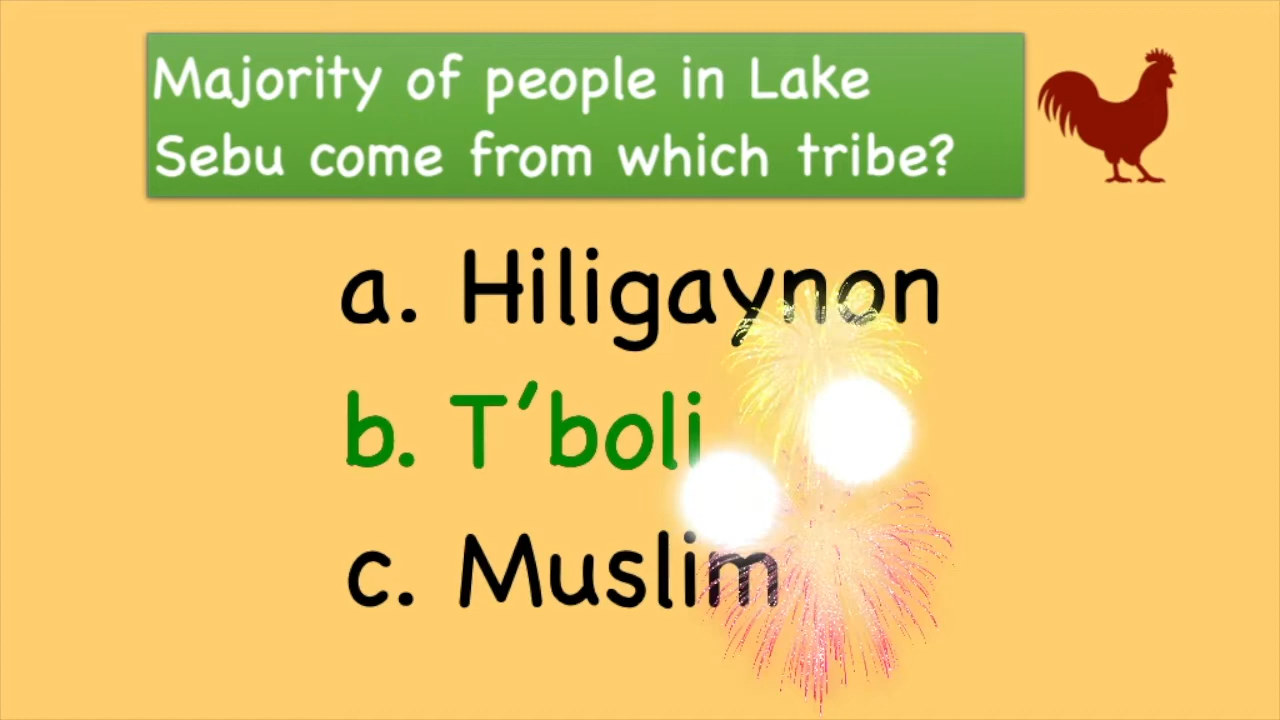 Majority of people in Lake
Sebu come from which tribe?
a. Hiligaynon
b. T'boli
c. Muslim